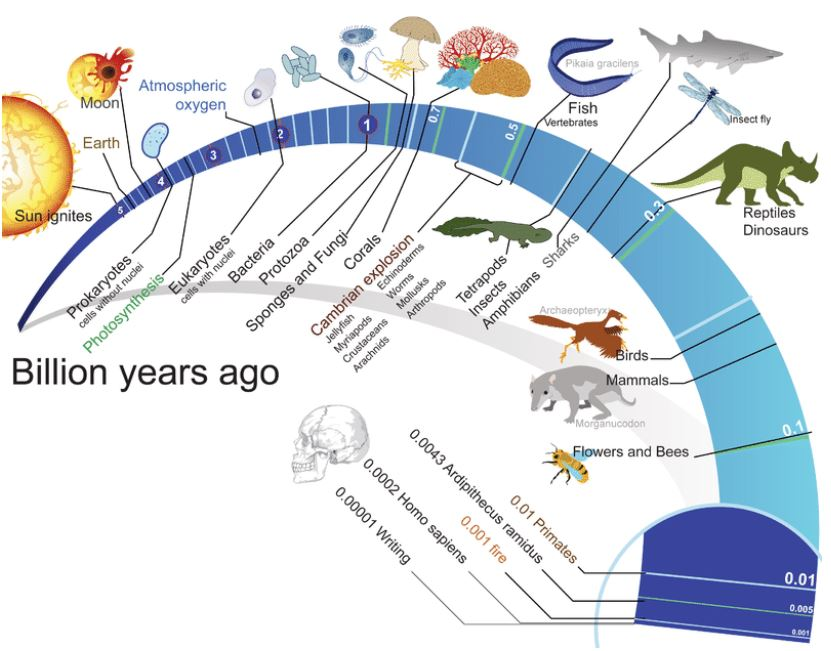 Moon
Atmospheric
oxygen
Earth
Sun ignites
5
4
3
2
1
0.7
0.5
0.3
0.1
Pikaia gracilens
Fish
Vertebrates
Insect fly
Reptiles
Dinosaurs
Prokaryotes
cells without nuclei
Photosynthesis
Eukaryotes
cells with nuclei
Bacteria
Protozoa
Sponges and Fungi
Corals
Cambrian explosion
Jellyfish
Myriapods
Crustaceans
Arachnids
Echinoderms
Worms
Mollusks
Arthropods
Tetrapods
Insects
Amphibians
Sharks
Archaeopteryx
Birds
Mammals
Morganucodon
Flowers and Bees
Billion years ago
0.00001 Writing
0.0002 Homo sapiens
0.001 fire
0.0043 Ardipithecus ramidus
0.01 Primates
0.01
0.005
0.001